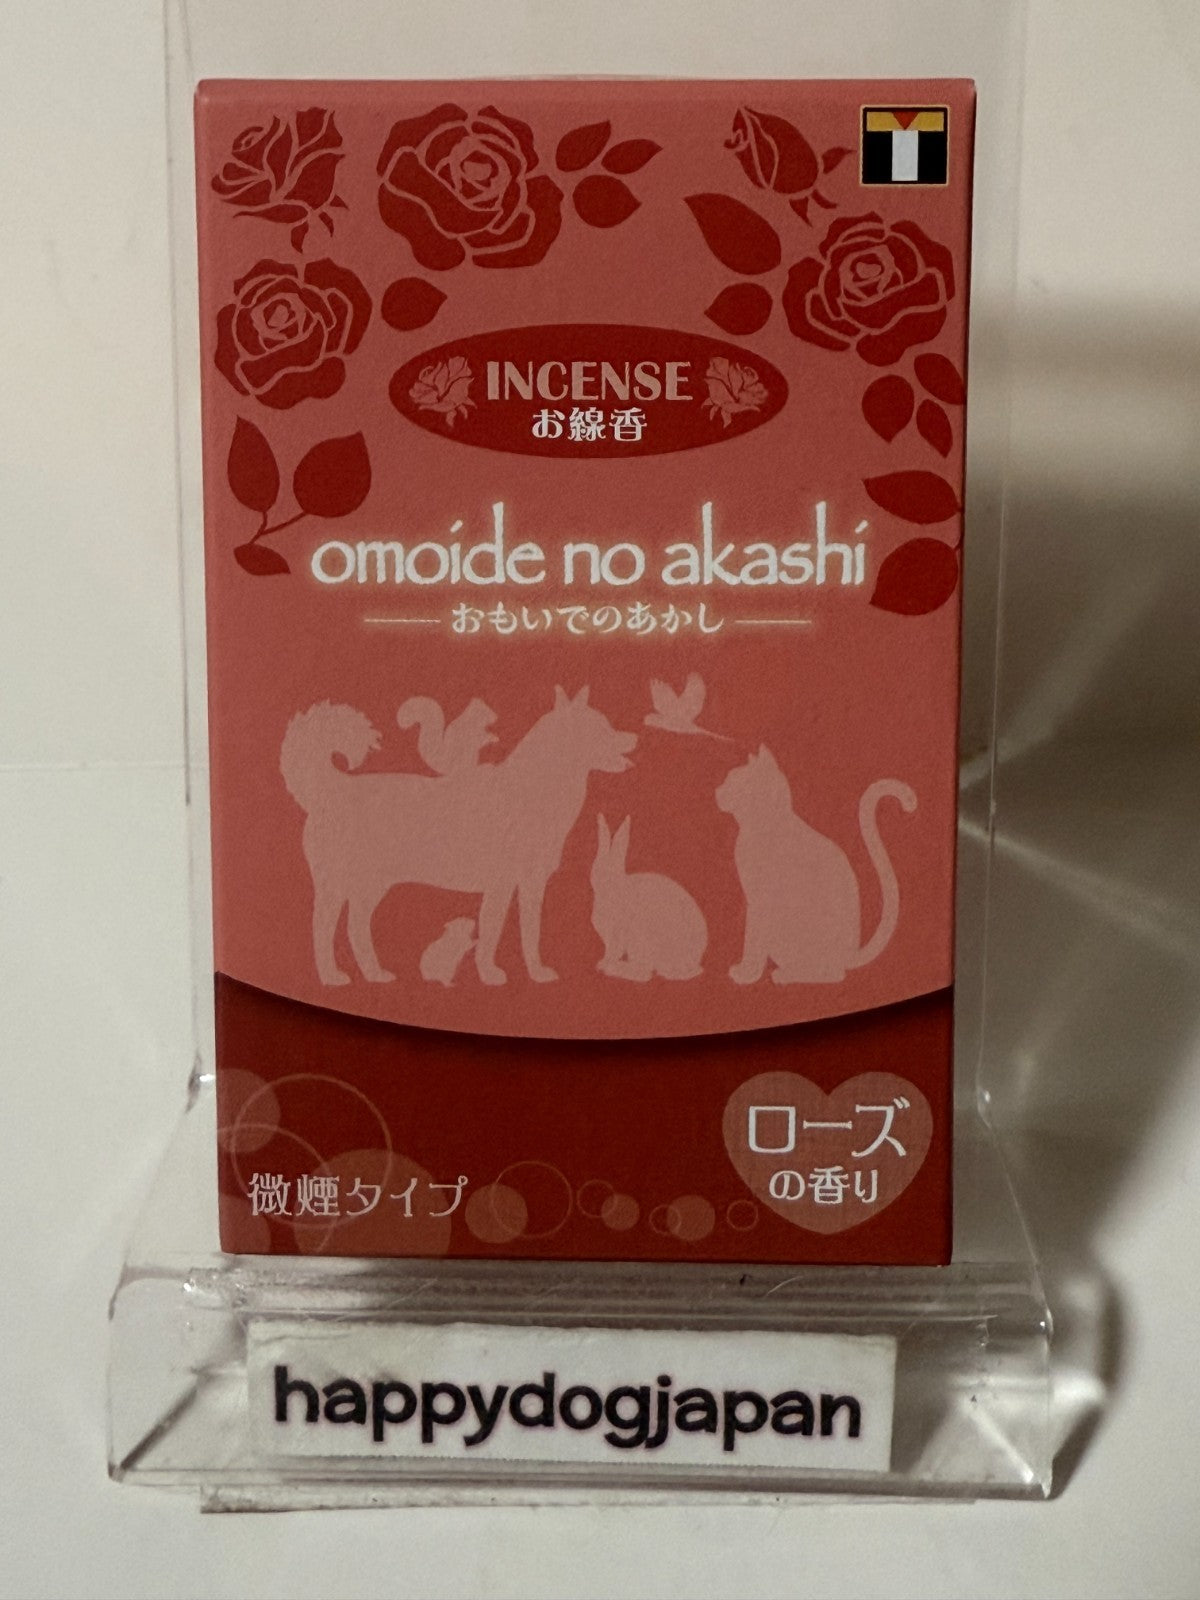 INCENSE
お線香
omoide no akashi
おもいでのあかし
ローズ
の香り
微煙タイプ
happydogjapan